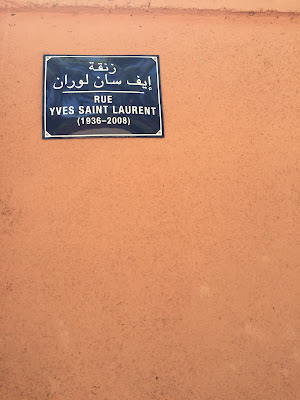 زنقة
إيف سان لوران
RUE
YVES SAINT LAURENT
(1936-2008)